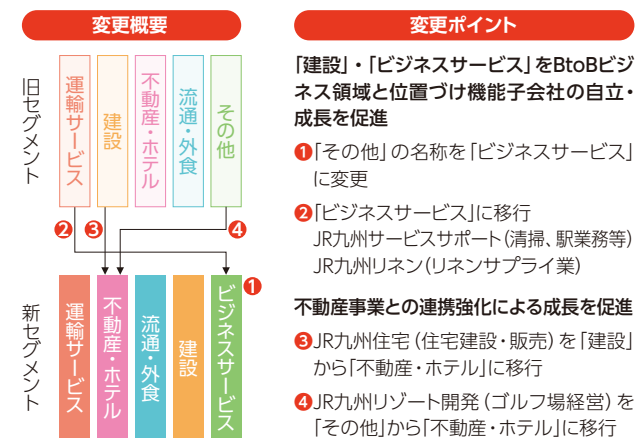 変更概要
旧セグメント
運輸サービス
建設
不動産・ホテル
流通・外食
その他
❷
❸
❹
❶
新セグメント
運輸サービス
不動産・ホテル
流通・外食
建設
ビジネスサービス
変更ポイント
「建設」・「ビジネスサービス」をBtoBビジ
ネス領域と位置づけ機能子会社の自立・
成長を促進
❶「その他」の名称を「ビジネスサービス」
に変更
❷「ビジネスサービス」に移行
JR九州サービスサポート(清掃、駅業務等)
JR九州リネン(リネンサプライ業)
不動産事業との連携強化による成長を促進
❸JR九州住宅(住宅建設・販売)を「建設」
から「不動産・ホテル」に移行
❹JR九州リゾート開発(ゴルフ場経営)を
「その他」から「不動産・ホテル」に移行